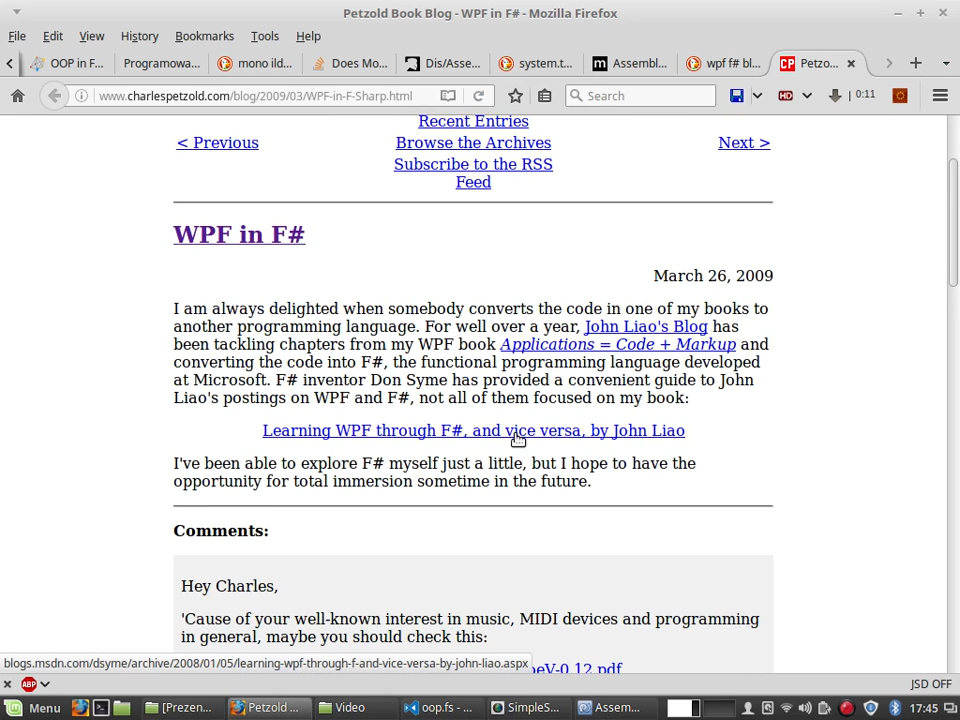 Petzold Book Blog - WPF in F# - Mozilla Firefox
File Edit View History Bookmarks Tools Help
OOP in F... Programowa... mono ild... Does Mo... Dis/Asse... system.t... Assembl... wpf f# bl... CP Petzo...
www.charlespetzold.com/blog/2009/03/WPF-in-F-Sharp.html Search HD 0:11
Recent Entries
< Previous Browse the Archives Next >
Subscribe to the RSS
Feed
WPF in F#
March 26, 2009
I am always delighted when somebody converts the code in one of my books to
another programming language. For well over a year, John Liao's Blog has
been tackling chapters from my WPF book Applications = Code + Markup and
converting the code into F#, the functional programming language developed
at Microsoft. F# inventor Don Syme has provided a convenient guide to John
Liao's postings on WPF and F#, not all of them focused on my book:
Learning WPF through F#, and vice versa, by John Liao
I've been able to explore F# myself just a little, but I hope to have the
opportunity for total immersion sometime in the future.
Comments:
Hey Charles,
'Cause of your well-known interest in music, MIDI devices and programming
in general, maybe you should check this:
beV-0.12.pdf
blogs.msdn.com/dsyme/archive/2008/01/05/learning-wpf-through-f-and-vice-versa-by-john-liao.aspx
ABP JSD OFF
Menu [Prezen... Petzold ... Video oop.fs - ... SimpleS... Assem... 17:45